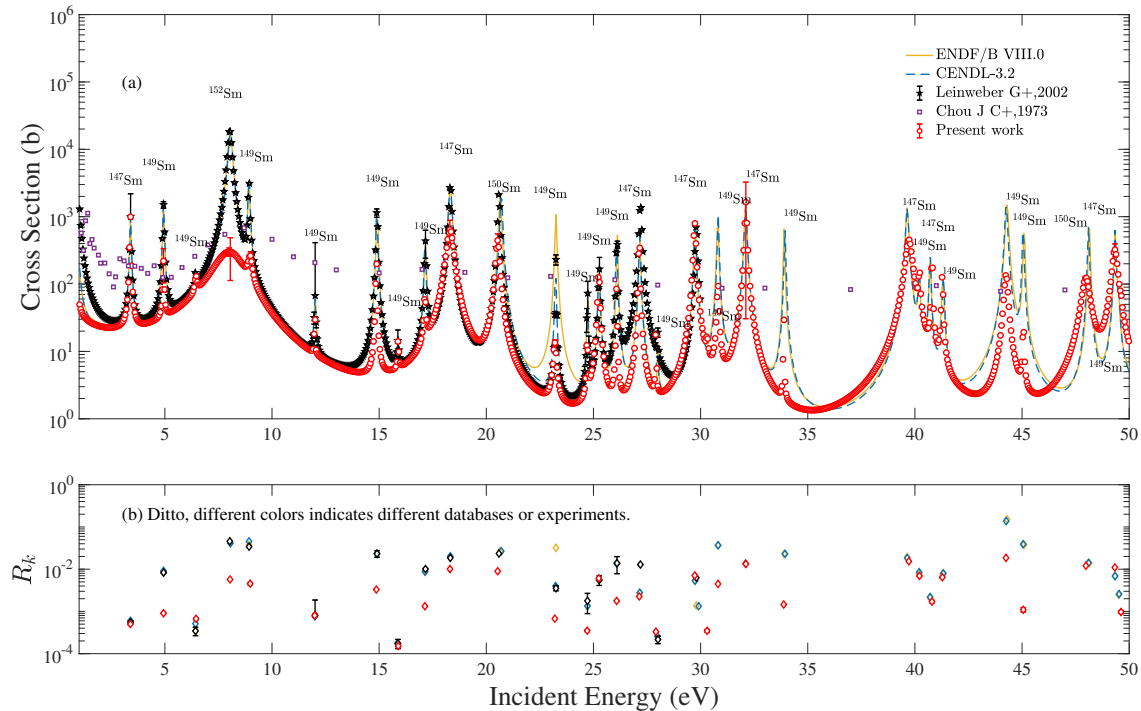 10^6
10^5
10^4
10^3
10^2
10^1
10^0
Cross Section (b)
(a)
ENDF/B VIII.0
CENDL-3.2
Leinweber G+,2002
Chou J C+,1973
Present work
^147Sm
^149Sm
^149Sm
^152Sm
^149Sm
^149Sm
^149Sm
^149Sm
^149Sm
^147Sm
^150Sm
^149Sm
^149Sm
^149Sm
^147Sm
^149Sm
^147Sm
^149Sm
^149Sm
^147Sm
^149Sm
^147Sm
^147Sm
^149Sm
^149Sm
^149Sm
^149Sm
^150Sm
^147Sm
^149Sm
5 10 15 20 25 30 35 40 45 50
10^0
10^-2
10^-4
R_k
(b) Ditto, different colors indicates different databases or experiments.
5 10 15 20 25 30 35 40 45 50
Incident Energy (eV)